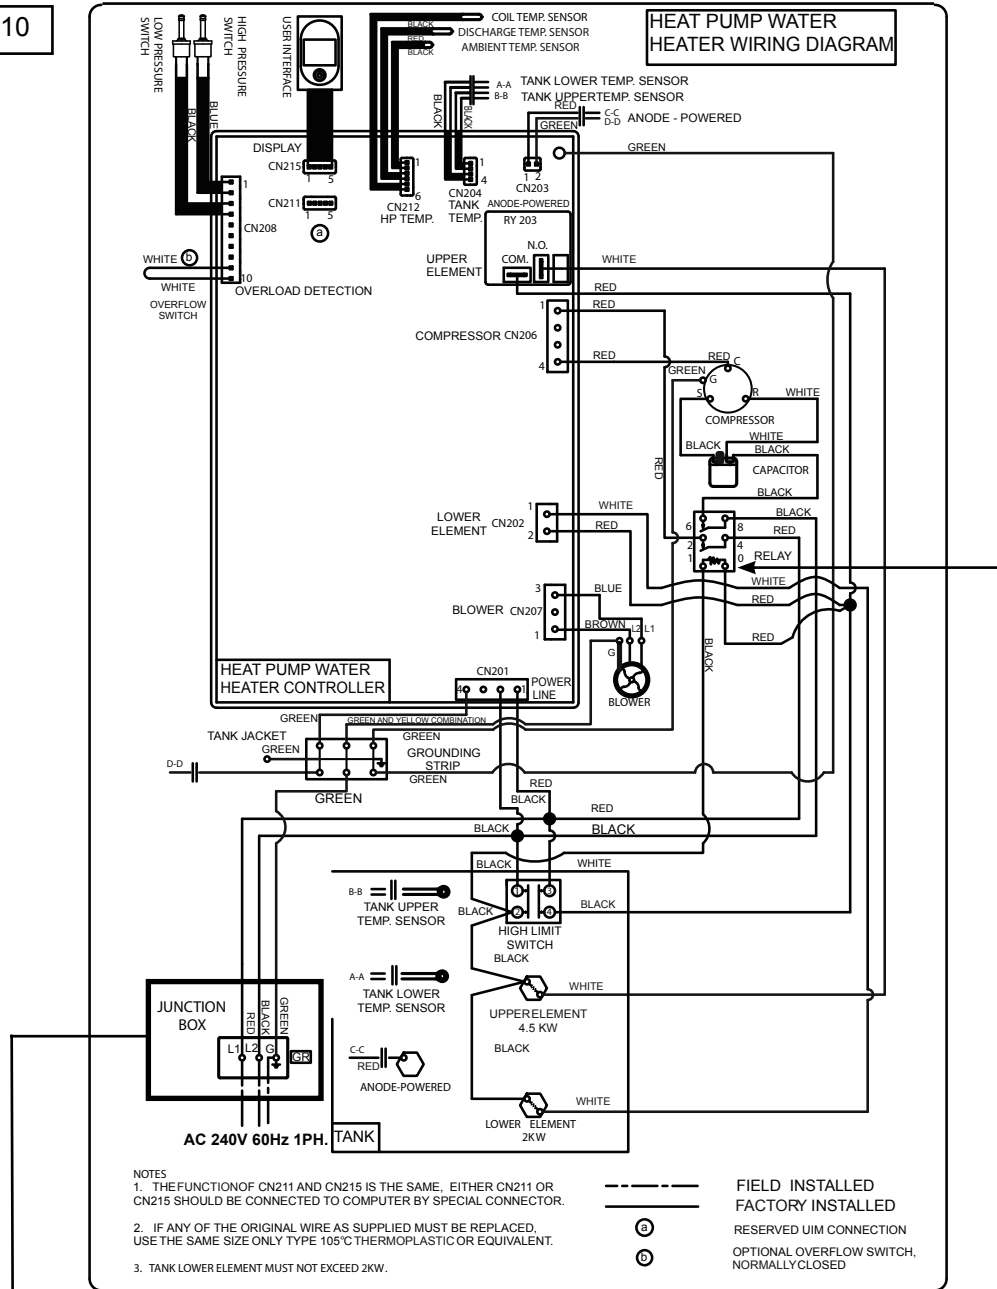 10
HEAT PUMP WATER
HEATER WIRING DIAGRAM
LOW PRESSURE
SWITCH
HIGH PRESSURE
SWITCH
USER INTERFACE
BLACK
BLUE
COIL TEMP. SENSOR
BLACK
DISCHARGE TEMP. SENSOR
RED
AMBIENT TEMP. SENSOR
BLACK
TANK LOWER TEMP. SENSOR
A-A
B-B
TANK UPPERTEMP. SENSOR
BLACK
BLACK
RED
C-C
D-D
ANODE - POWERED
GREEN
GREEN
DISPLAY
CN215
1 5
CN211
1 5
a
1
6
CN212
HP TEMP.
1
4
CN204
TANK
TEMP.
1 2
CN203
ANODE-POWERED
1
CN208
10
OVERLOAD DETECTION
WHITE b
WHITE
OVERFLOW
SWITCH
RY 203
N.O.
COM.
UPPER
ELEMENT
WHITE
RED
1
RED
COMPRESSOR CN206
4
RED
RED C
GREEN
G
S
R
WHITE
COMPRESSOR
WHITE
BLACK
BLACK
CAPACITOR
RED
BLACK
BLACK
6
8
RED
2
4
1
0
RELAY
LOWER
ELEMENT
CN202
1
2
WHITE
RED
WHITE
RED
RED
BLACK
BLOWER CN207
3
1
BLUE
BROWN
L2 L1
G
BLOWER
HEAT PUMP WATER
HEATER CONTROLLER
CN201
4 1
POWER
LINE
GREEN
GREEN AND YELLOW COMBINATION
TANK JACKET
GREEN
GREEN
GROUNDING
STRIP
D-D
GREEN
GREEN
RED
BLACK
RED
BLACK
BLACK
BLACK
WHITE
1 3
2 4
BLACK
BLACK
HIGH LIMIT
SWITCH
BLACK
B-B
TANK UPPER
TEMP. SENSOR
A-A
TANK LOWER
TEMP. SENSOR
WHITE
UPPER ELEMENT
4.5 KW
BLACK
C-C
RED
ANODE-POWERED
WHITE
LOWER ELEMENT
2KW
TANK
JUNCTION
BOX
RED
BLACK
GREEN
L1 L2 G
GR
AC 240V 60Hz 1PH.
NOTES
1. THE FUNCTION OF CN211 AND CN215 IS THE SAME, EITHER CN211 OR
CN215 SHOULD BE CONNECTED TO COMPUTER BY SPECIAL CONNECTOR.
2. IF ANY OF THE ORIGINAL WIRE AS SUPPLIED MUST BE REPLACED,
USE THE SAME SIZE ONLY TYPE 105°C THERMOPLASTIC OR EQUIVALENT.
3. TANK LOWER ELEMENT MUST NOT EXCEED 2KW.
FIELD INSTALLED
FACTORY INSTALLED
a RESERVED UIM CONNECTION
b OPTIONAL OVERFLOW SWITCH,
NORMALLY CLOSED